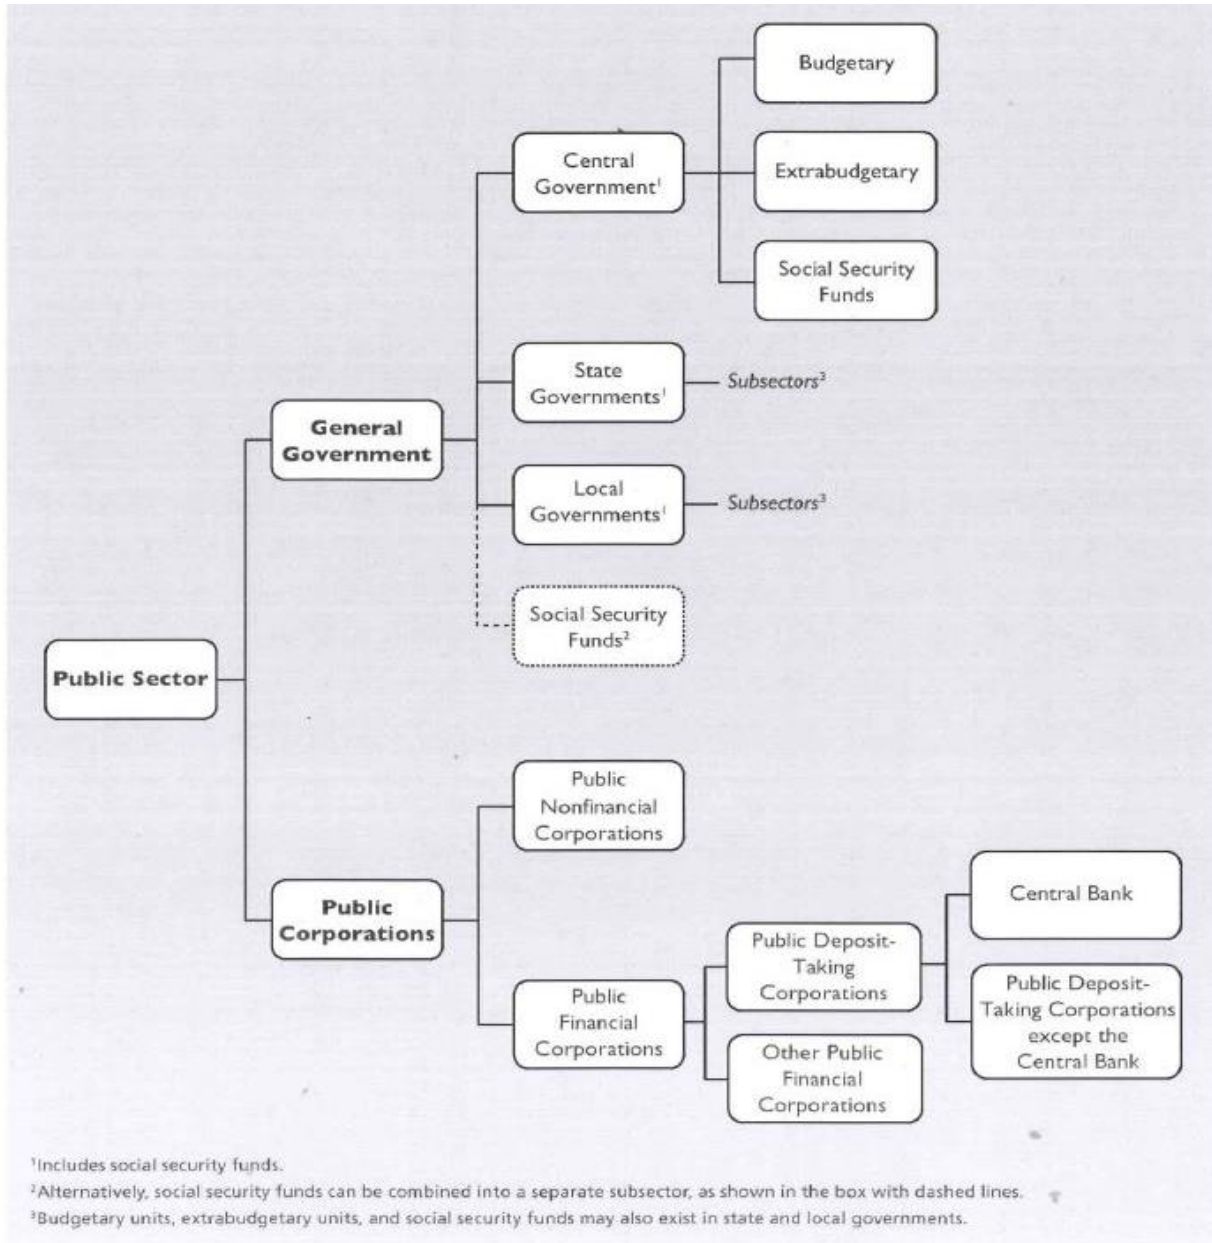 Budgetary
Central
Government¹
Extrabudgetary
Social Security
Funds
State
Governments¹
Subsectors³
General
Government
Local
Governments¹
Subsectors³
Social Security
Funds²
Public Sector
Public
Nonfinancial
Corporations
Public
Corporations
Central Bank
Public Deposit-
Taking
Corporations
Public
Financial
Corporations
Public Deposit-
Taking Corporations
except the
Central Bank
Other Public
Financial
Corporations
¹Includes social security funds.
²Alternatively, social security funds can be combined into a separate subsector, as shown in the box with dashed lines.
³Budgetary units, extrabudgetary units, and social security funds may also exist in state and local governments.